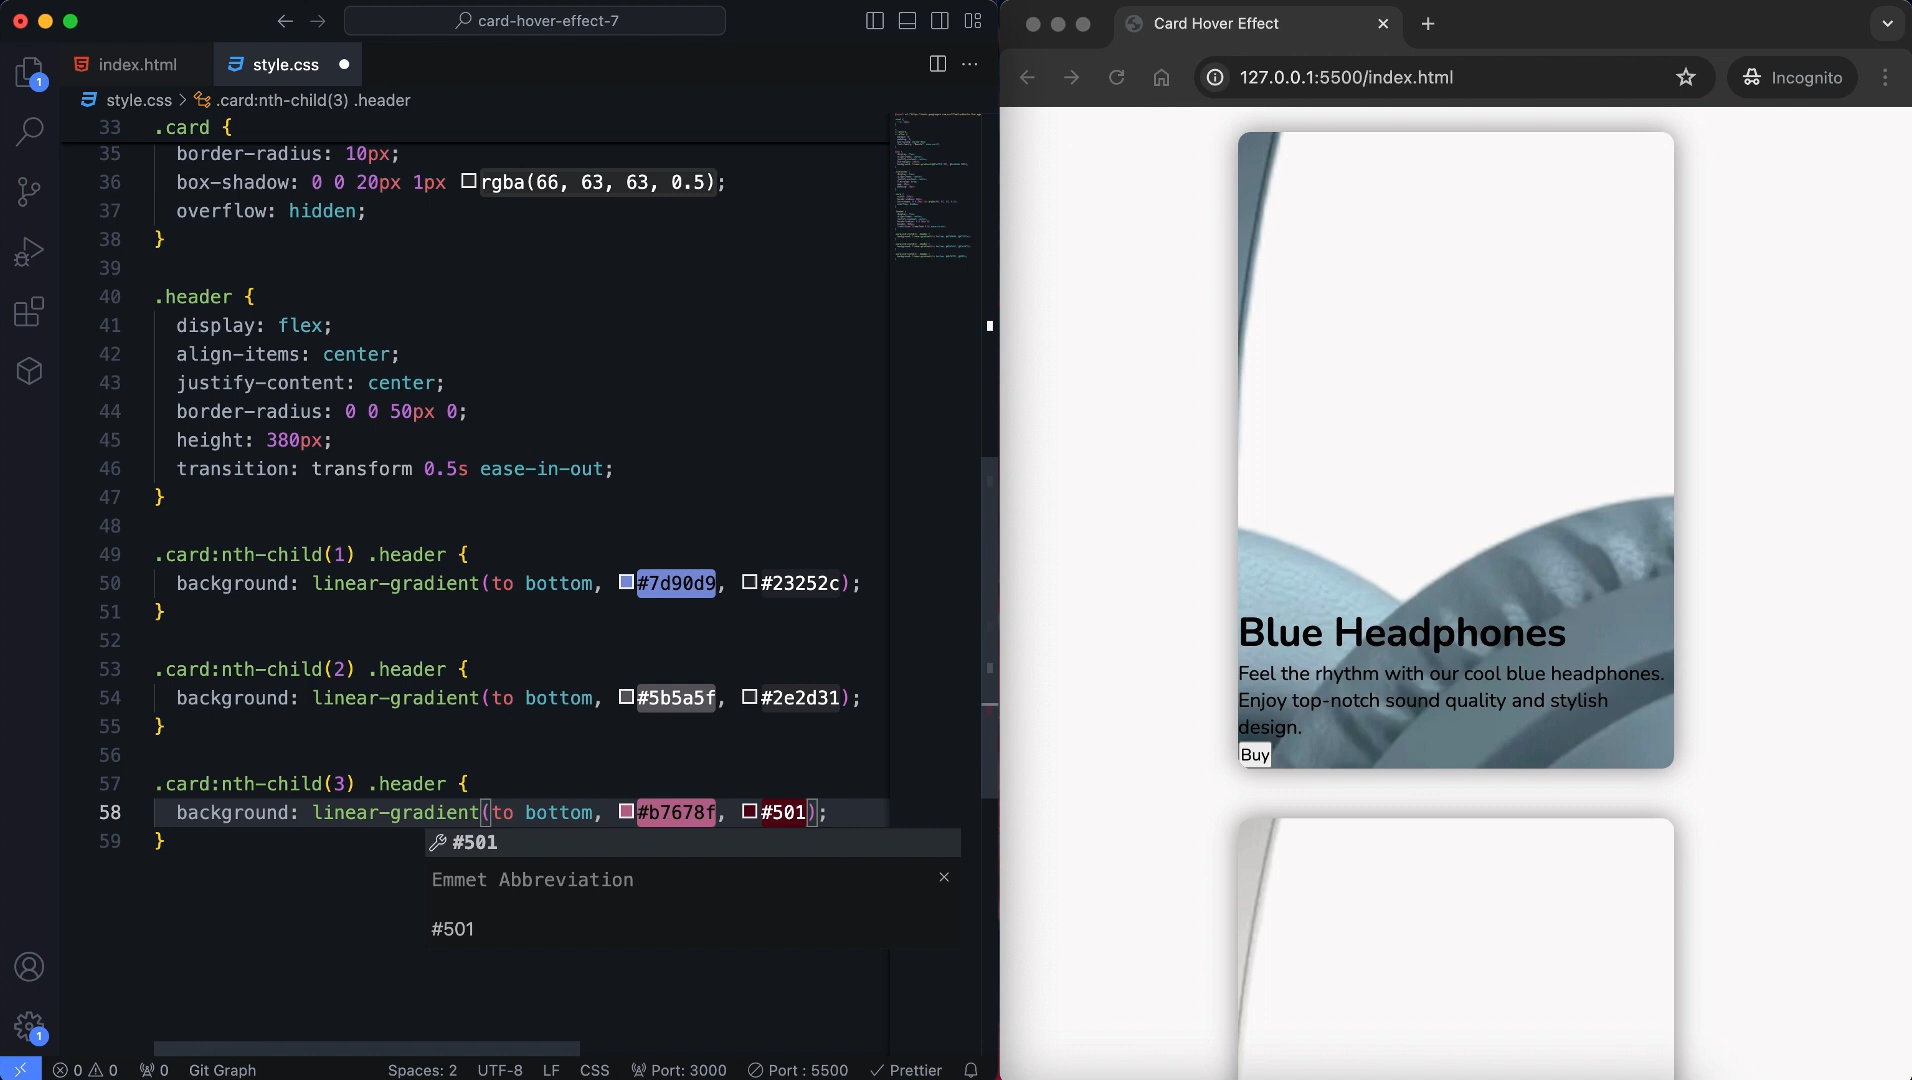 card-hover-effect-7
Card Hover Effect
index.html
style.css
127.0.0.1:5500/index.html
Incognito
style.css > .card:nth-child(3) .header
33 .card {
35 border-radius: 10px;
36 box-shadow: 0 0 20px 1px rgba(66, 63, 63, 0.5);
37 overflow: hidden;
38 }
39
40 .header {
41 display: flex;
42 align-items: center;
43 justify-content: center;
44 border-radius: 0 0 50px 0;
45 height: 380px;
46 transition: transform 0.5s ease-in-out;
47 }
48
49 .card:nth-child(1) .header {
50 background: linear-gradient(to bottom, #7d90d9, #23252c);
51 }
52
53 .card:nth-child(2) .header {
54 background: linear-gradient(to bottom, #5b5a5f, #2e2d31);
55 }
56
57 .card:nth-child(3) .header {
58 background: linear-gradient(to bottom, #b7678f, #501);
59 }
#501
Emmet Abbreviation
#501
1
1
0 0 0 Git Graph Spaces: 2 UTF-8 LF CSS Port: 3000 Port : 5500 Prettier
Blue Headphones
Feel the rhythm with our cool blue headphones.
Enjoy top-notch sound quality and stylish
design.
Buy